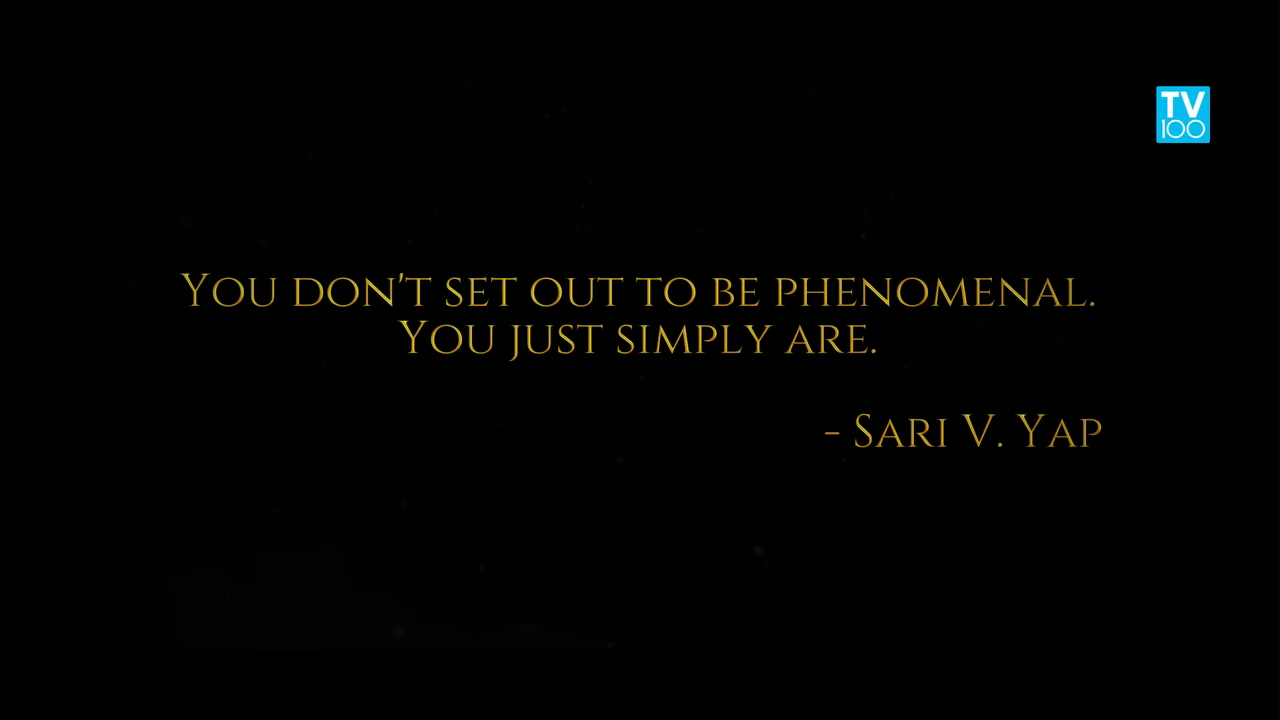 TV
100
You don't set out to be phenomenal.
You just simply are.
- Sari V. Yap